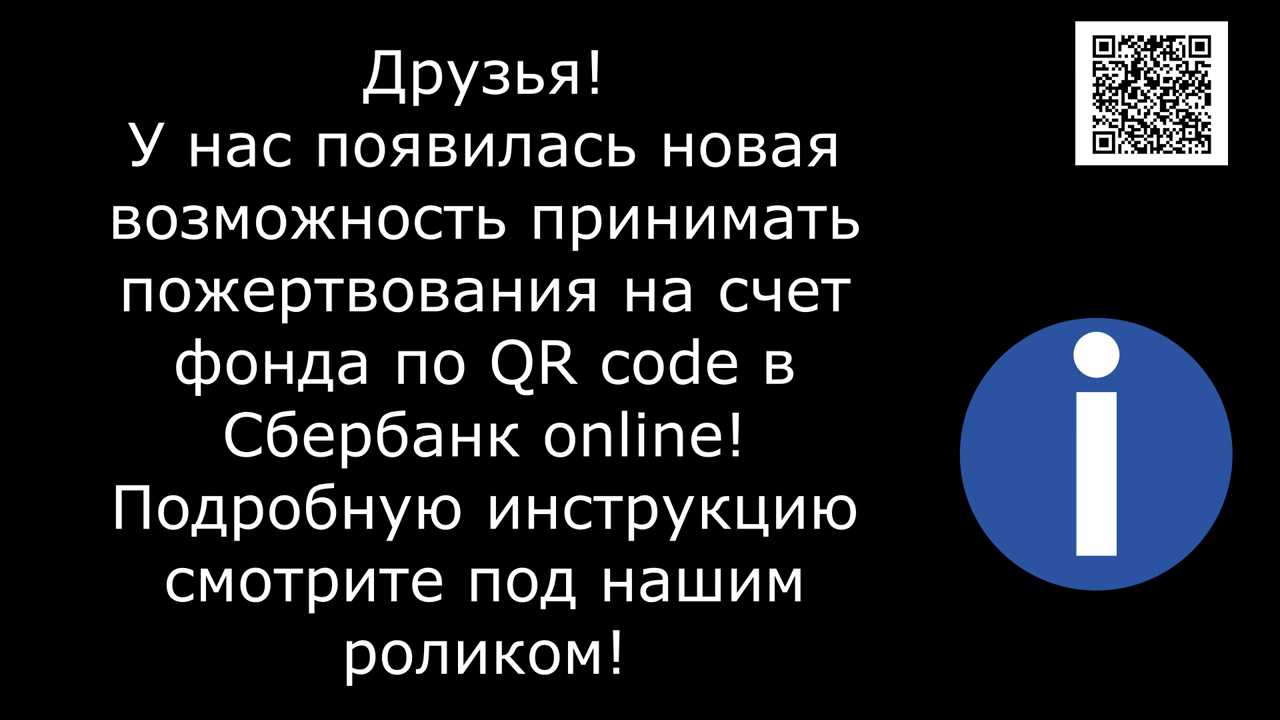 Друзья!
У нас появилась новая
возможность принимать
пожертвования на счет
фонда по QR code в
Сбербанк online!
Подробную инструкцию
смотрите под нашим
роликом!
i